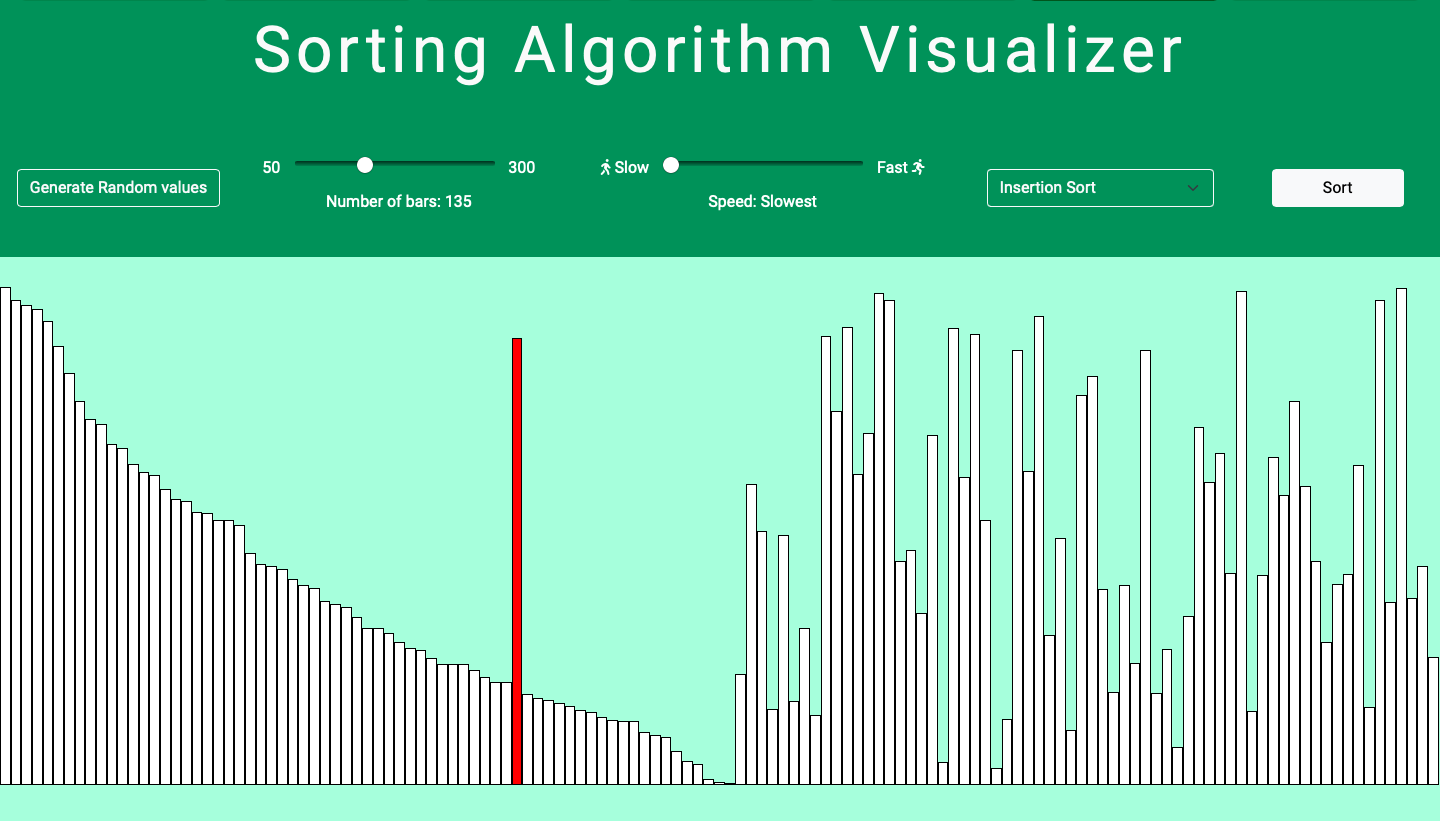 Sorting Algorithm Visualizer
Generate Random values
50
300
Number of bars: 135
Slow
Fast
Speed: Slowest
Insertion Sort
Sort